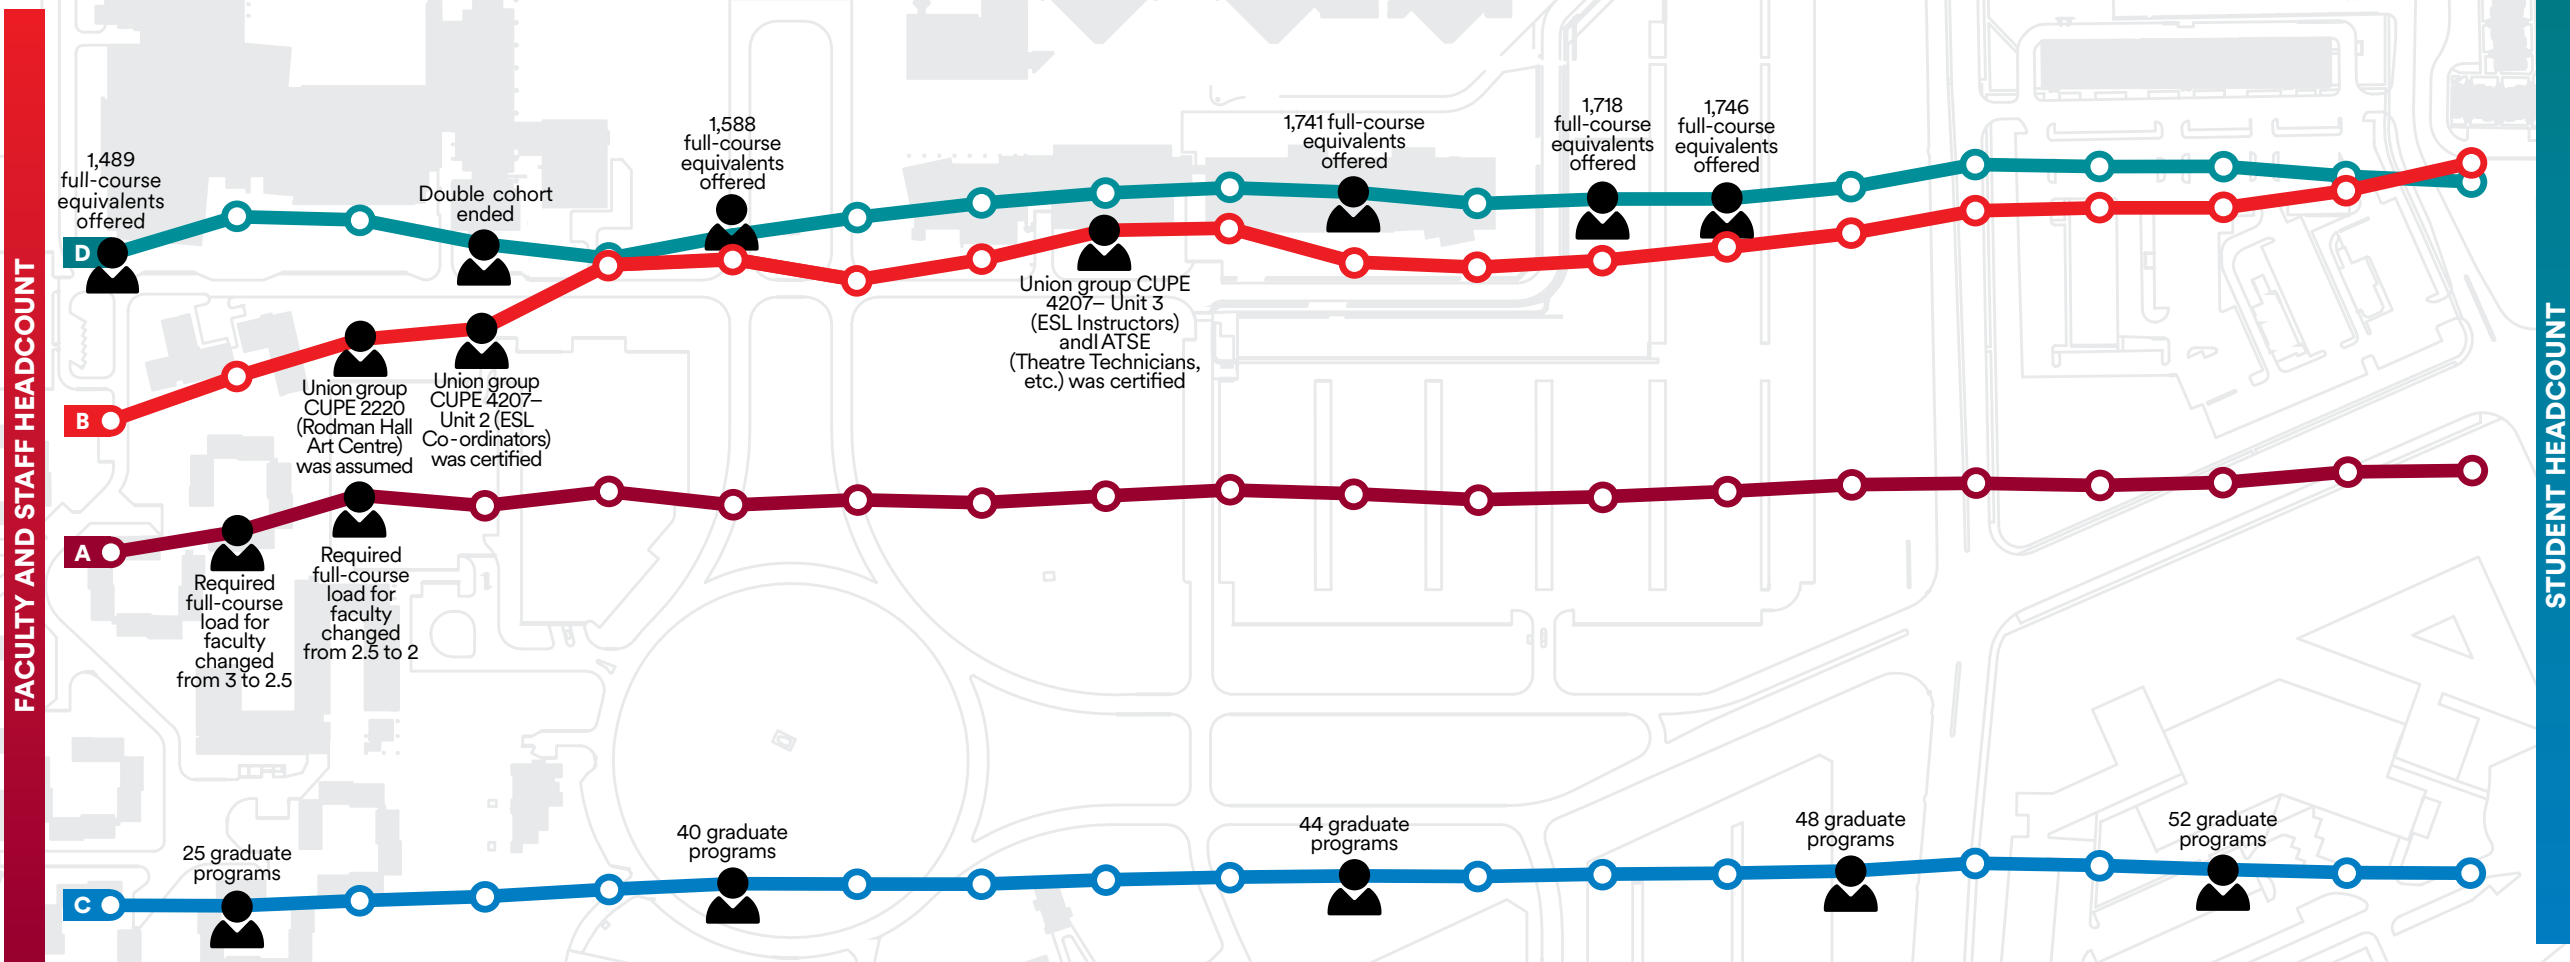 FACULTY AND STAFF HEADCOUNT
STUDENT HEADCOUNT
D
1,489
full-course
equivalents
offered
Double cohort
ended
1,588
full-course
equivalents
offered
1,741 full-course
equivalents
offered
1,718
full-course
equivalents
offered
1,746
full-course
equivalents
offered
B
Union group
CUPE 2220
(Rodman Hall
Art Centre)
was assumed
Union group
CUPE 4207–
Unit 2 (ESL
Co-ordinators)
was certified
Union group CUPE
4207– Unit 3
(ESL Instructors)
andIATSE
(Theatre Technicians,
etc.) was certified
A
Required
full-course
load for
faculty
changed
from 3 to 2.5
Required
full-course
load for
faculty
changed
from 2.5 to 2
C
25 graduate
programs
40 graduate
programs
44 graduate
programs
48 graduate
programs
52 graduate
programs